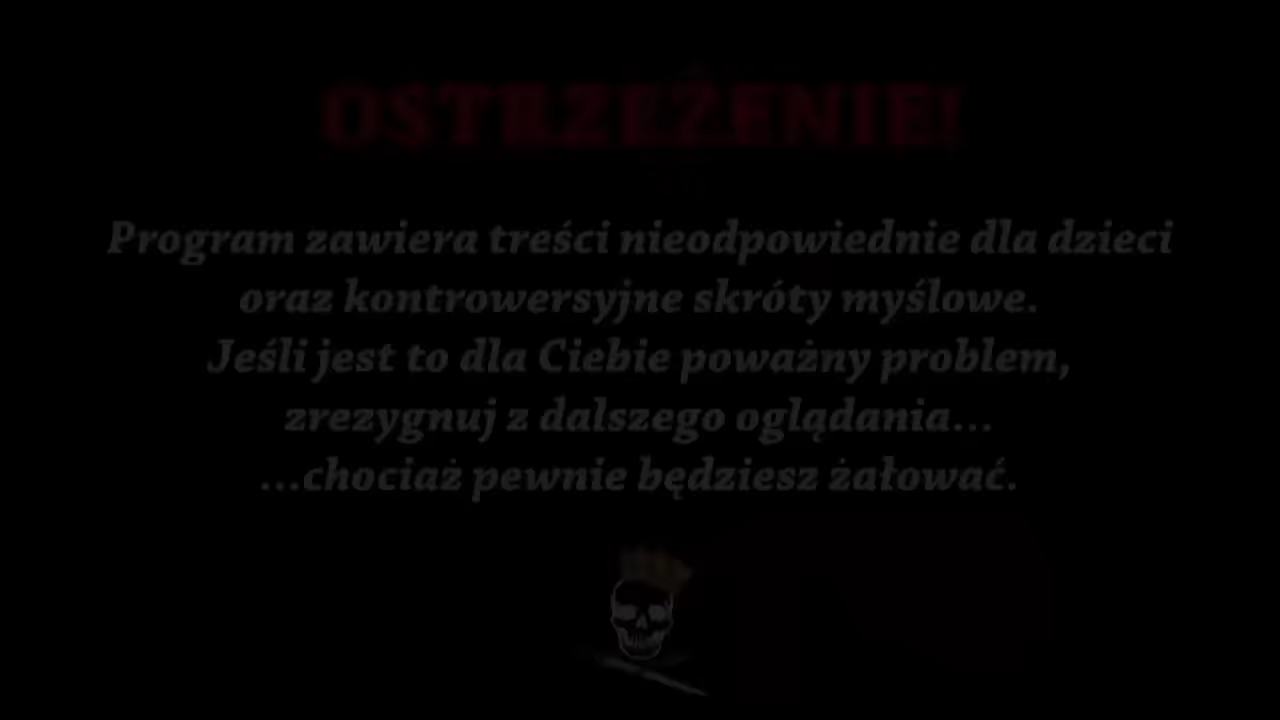 OSTRZEŻENIE!
Program zawiera treści nieodpowiednie dla dzieci
oraz kontrowersyjne skróty myślowe.
Jeśli jest to dla Ciebie poważny problem,
zrezygnuj z dalszego oglądania...
...chociaż pewnie będziesz żałować.